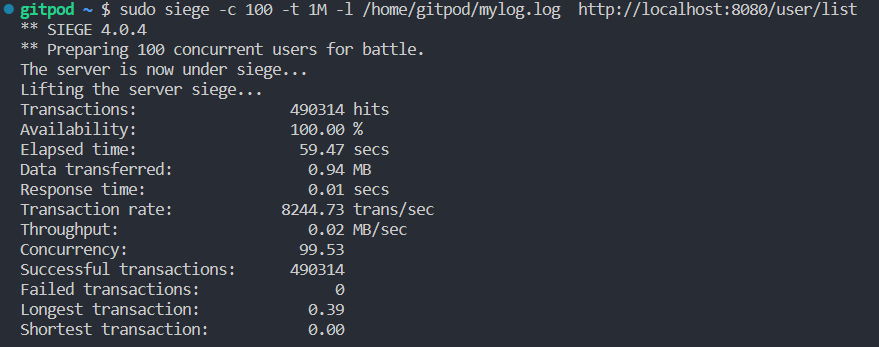 gitpod ~ $ sudo siege -c 100 -t 1M -l /home/gitpod/mylog.log  http://localhost:8080/user/list
** SIEGE 4.0.4
** Preparing 100 concurrent users for battle.
The server is now under siege...
Lifting the server siege...
Transactions:                 490314 hits
Availability:                 100.00 %
Elapsed time:                  59.47 secs
Data transferred:               0.94 MB
Response time:                  0.01 secs
Transaction rate:            8244.73 trans/sec
Throughput:                     0.02 MB/sec
Concurrency:                   99.53
Successful transactions:      490314
Failed transactions:               0
Longest transaction:            0.39
Shortest transaction:           0.00